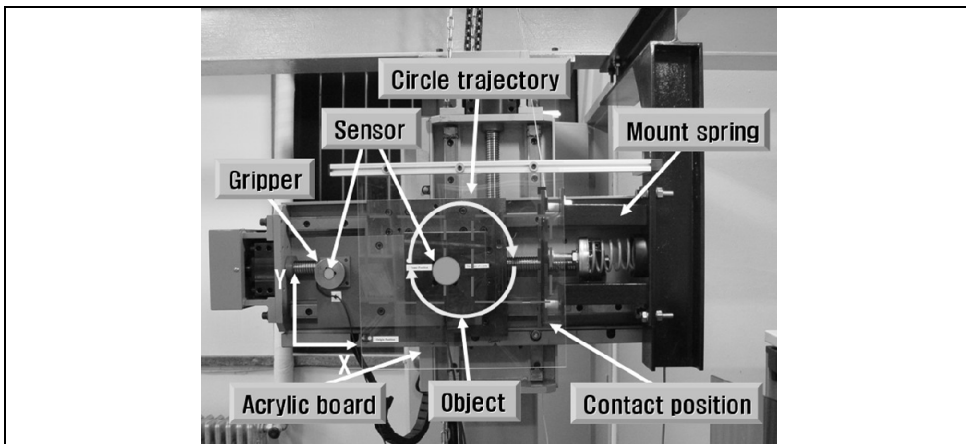 Circle trajectory
Sensor
Mount spring
Gripper
Y
X
Acrylic board
Object
Contact position